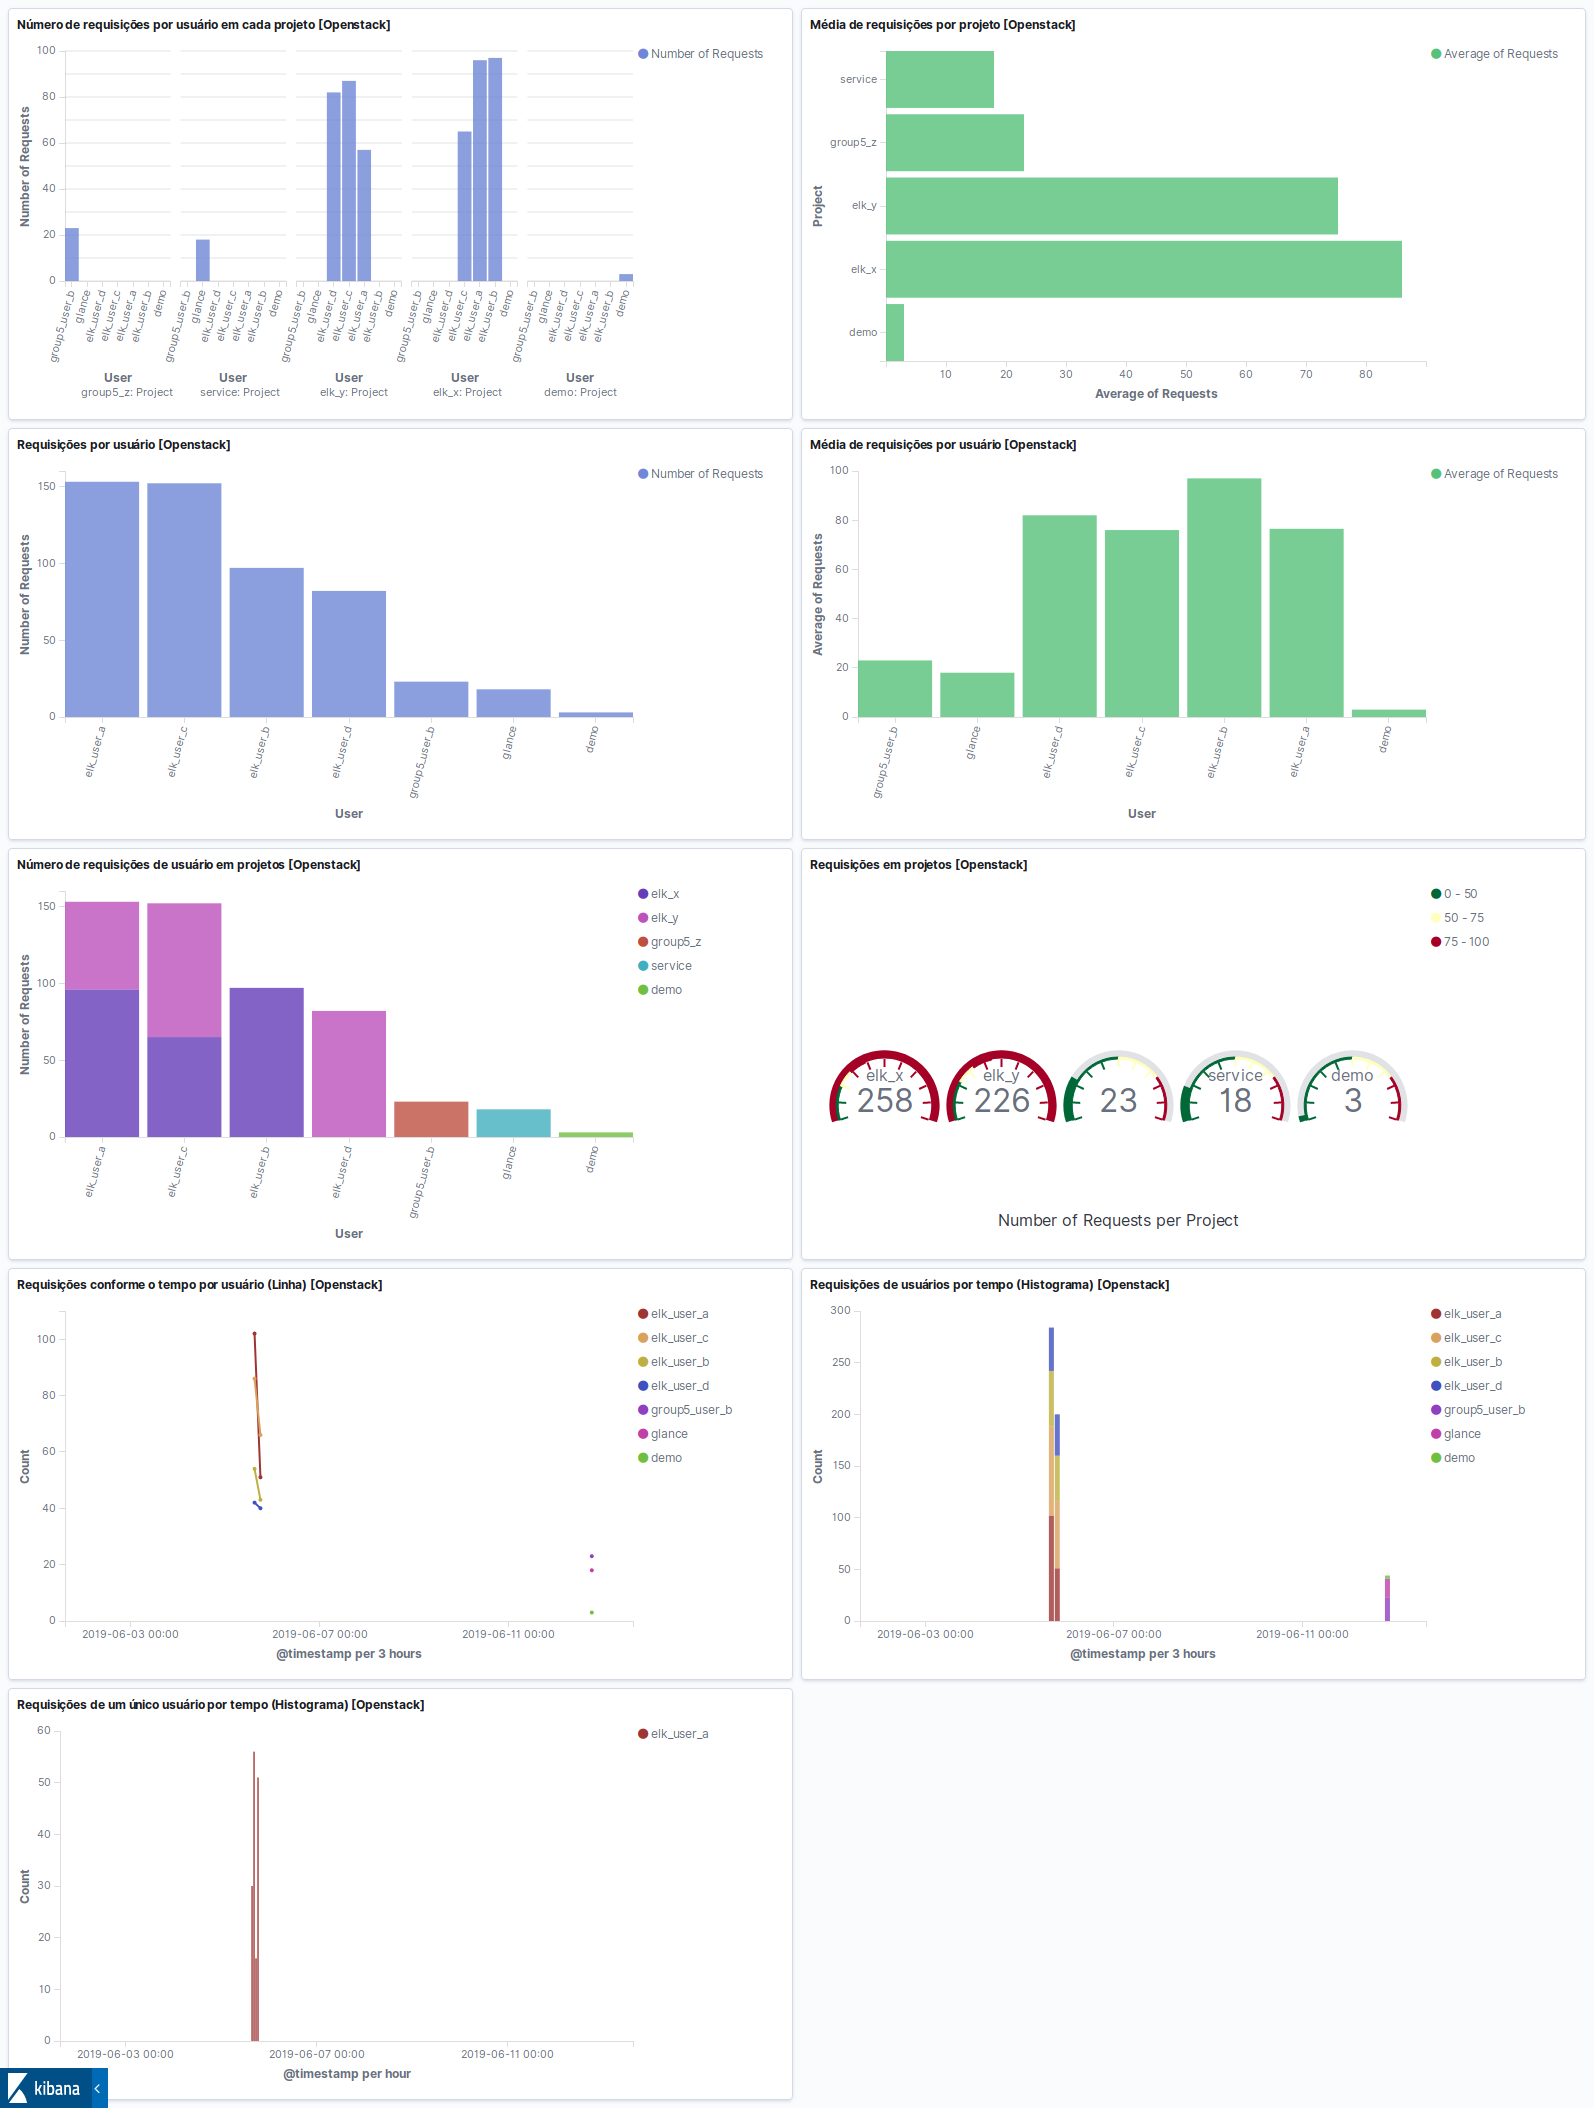 Número de requisições por usuário em cada projeto [Openstack]
Number of Requests
100
80
60
40
20
0
Number of Requests
group5_user_b
glance
elk_user_d
elk_user_c
elk_user_a
elk_user_b
demo
group5_user_b
glance
elk_user_d
elk_user_c
elk_user_a
elk_user_b
demo
group5_user_b
glance
elk_user_d
elk_user_c
elk_user_a
elk_user_b
demo
group5_user_b
glance
elk_user_d
elk_user_c
elk_user_a
elk_user_b
demo
group5_user_b
glance
elk_user_d
elk_user_c
elk_user_a
elk_user_b
demo
User User User User User
group5_z: Project service: Project elk_y: Project elk_x: Project demo: Project
Média de requisições por projeto [Openstack]
Average of Requests
Project
service
group5_z
elk_y
elk_x
demo
10 20 30 40 50 60 70 80
Average of Requests
Requisições por usuário [Openstack]
Number of Requests
150
100
50
0
Number of Requests
elk_user_a
elk_user_c
elk_user_b
elk_user_d
group5_user_b
glance
demo
User
Média de requisições por usuário [Openstack]
Average of Requests
100
80
60
40
20
0
Average of Requests
group5_user_b
glance
elk_user_d
elk_user_c
elk_user_b
elk_user_a
demo
User
Número de requisições de usuário em projetos [Openstack]
elk_x
elk_y
group5_z
service
demo
150
100
50
0
Number of Requests
elk_user_a
elk_user_c
elk_user_b
elk_user_d
group5_user_b
glance
demo
User
Requisições em projetos [Openstack]
0 - 50
50 - 75
75 - 100
elk_x elk_y service demo
258 226 23 18 3
Number of Requests per Project
Requisições conforme o tempo por usuário (Linha) [Openstack]
elk_user_a
elk_user_c
elk_user_b
elk_user_d
group5_user_b
glance
demo
100
80
60
40
20
0
Count
2019-06-03 00:00 2019-06-07 00:00 2019-06-11 00:00
@timestamp per 3 hours
Requisições de usuários por tempo (Histograma) [Openstack]
elk_user_a
elk_user_c
elk_user_b
elk_user_d
group5_user_b
glance
demo
300
250
200
150
100
50
0
Count
2019-06-03 00:00 2019-06-07 00:00 2019-06-11 00:00
@timestamp per 3 hours
Requisições de um único usuário por tempo (Histograma) [Openstack]
elk_user_a
60
50
40
30
20
10
0
Count
2019-06-03 00:00 2019-06-07 00:00 2019-06-11 00:00
@timestamp per hour
kibana